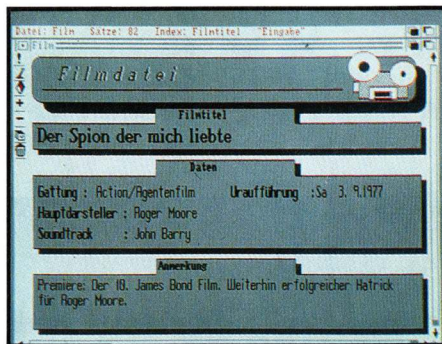 Datei: Film Sätze: 82 Index: Filmtitel "Eingabe"
Film
Filmdatei
Filmtitel
Der Spion der mich liebte
Daten
Gattung : Action/Agentenfilm Uraufführung :Sa 3. 9.1977
Hauptdarsteller : Roger Moore
Soundtrack : John Barry
Anmerkung
Premiere: Der 10. James Bond Film. Weiterhin erfolgreicher Hatrick
für Roger Moore.